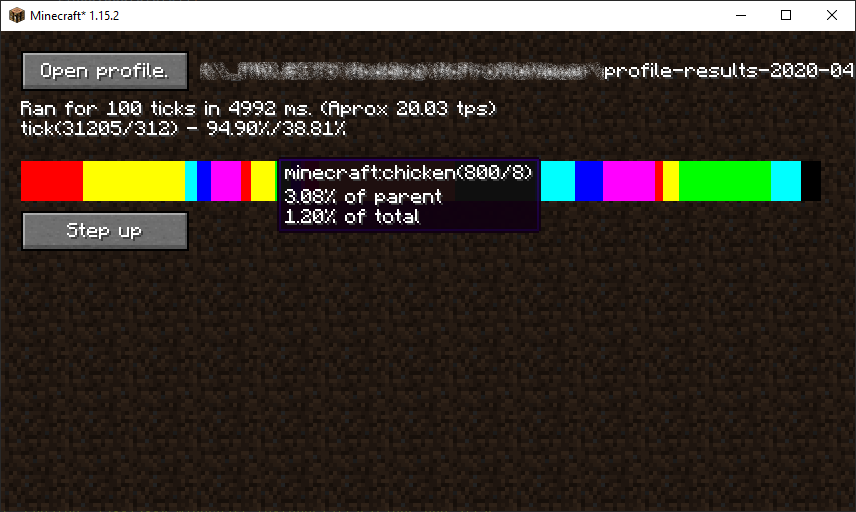 Minecraft* 1.15.2
Open profile. profile-results-2020-04
Ran for 100 ticks in 4992 ms. (Aprox 20.03 tps)
tick(31205/312) - 94.90%/38.81%
minecraft:chicken(800/8)
3.08% of parent
1.20% of total
Step up